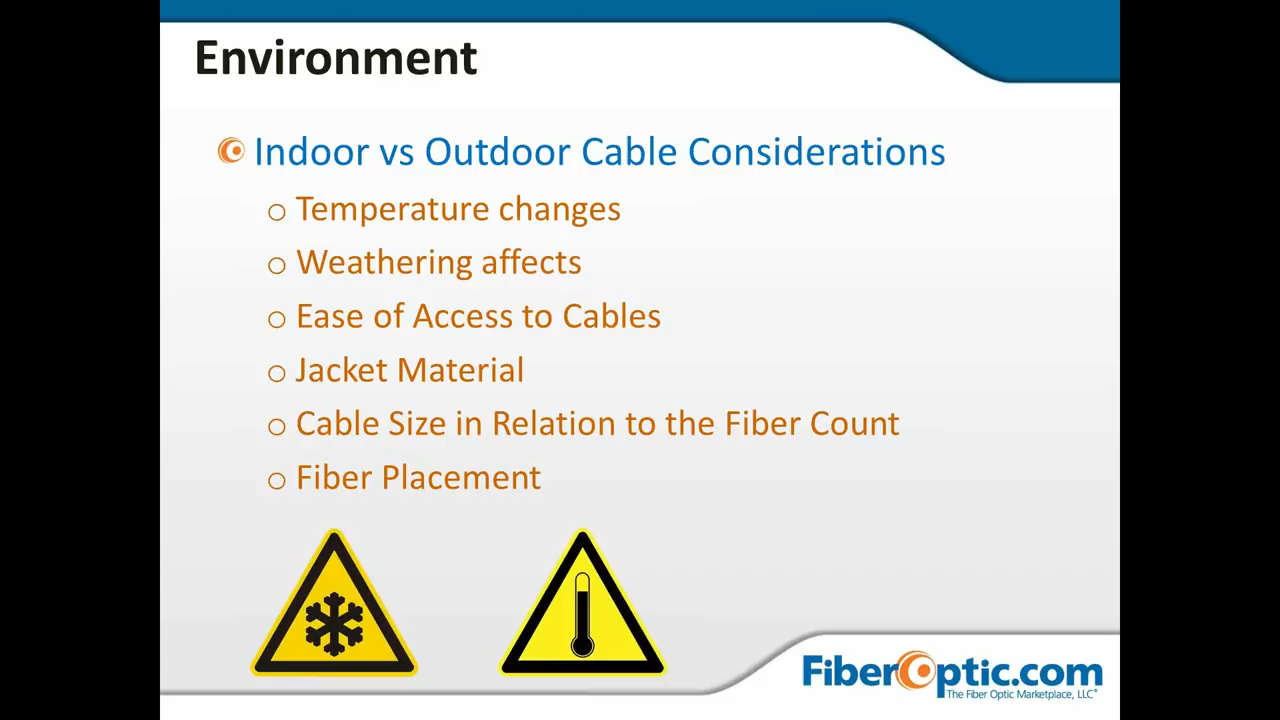 Environment
Indoor vs Outdoor Cable Considerations
Temperature changes
Weathering affects
Ease of Access to Cables
Jacket Material
Cable Size in Relation to the Fiber Count
Fiber Placement
FiberOptic.com
The Fiber Optic Marketplace, LLC®